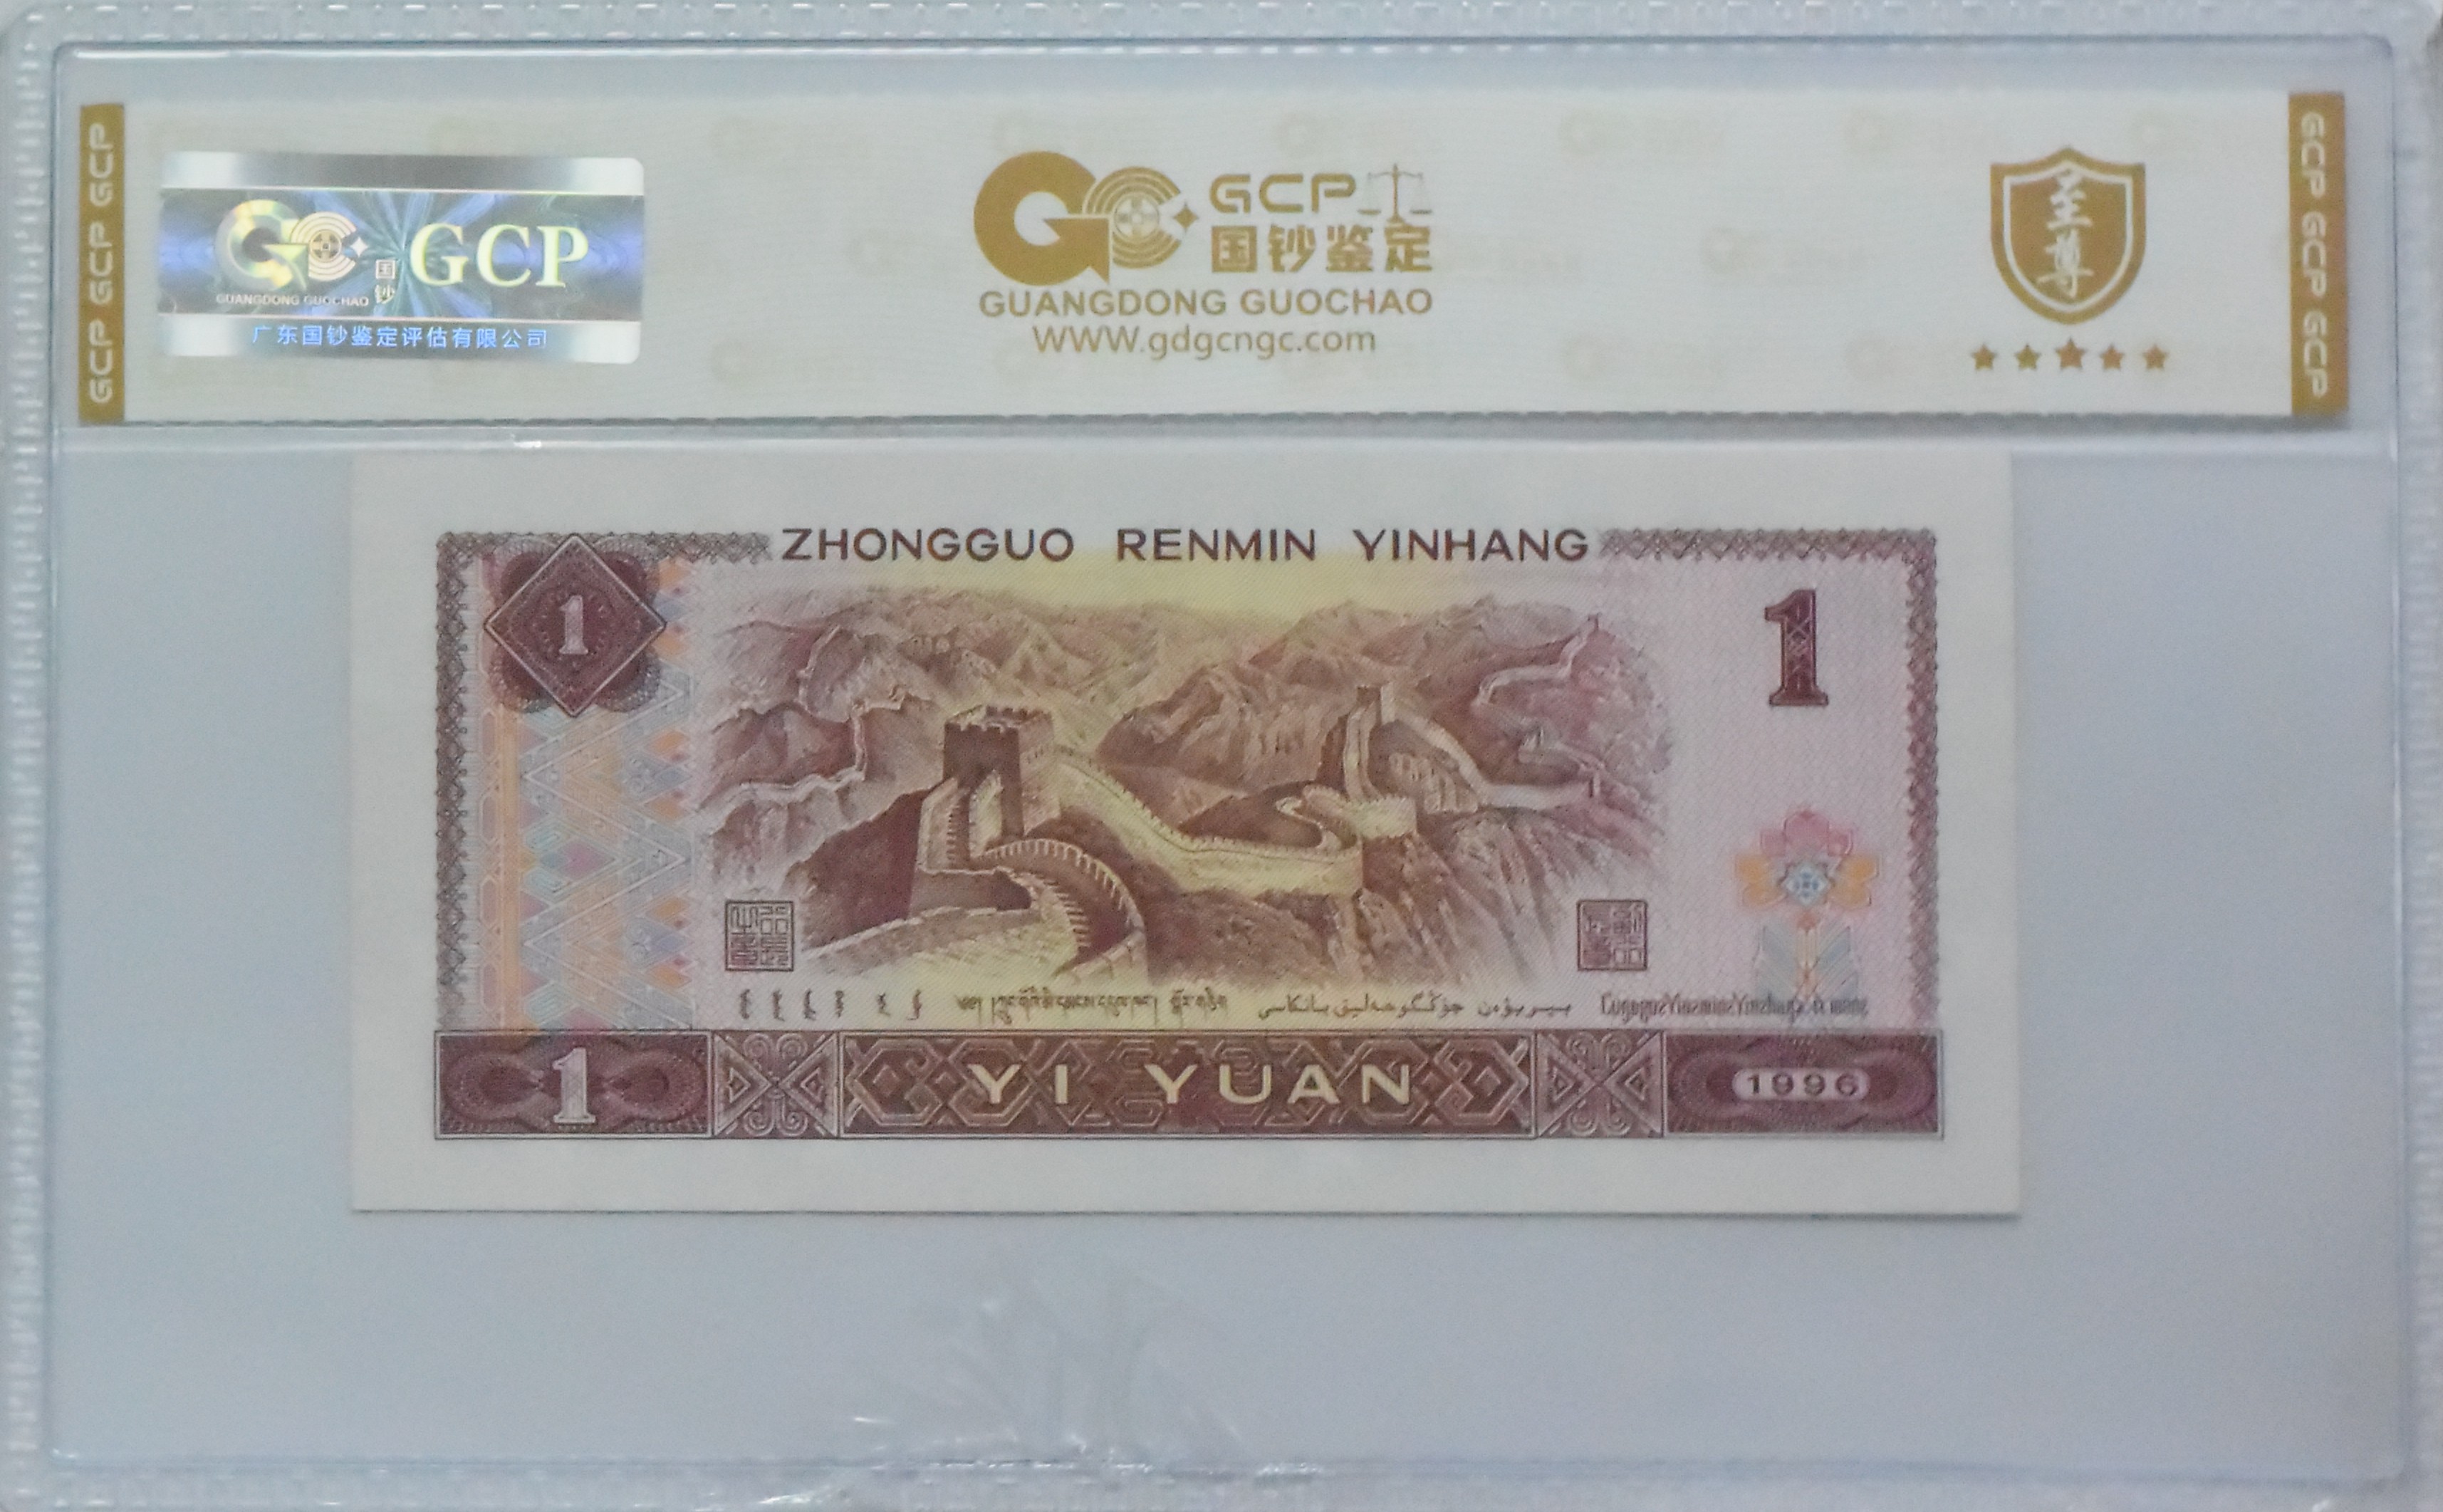 GCP GCP GCP
GCP
国钞
GUANGDONG GUOCHAO
广东国钞鉴定评估有限公司
GCP
国钞鉴定
GUANGDONG GUOCHAO
WWW.gdgcngc.com
至尊
GCP GCP GCP
ZHONGGUO RENMIN YINHANG
1
1
1
YI YUAN
1996